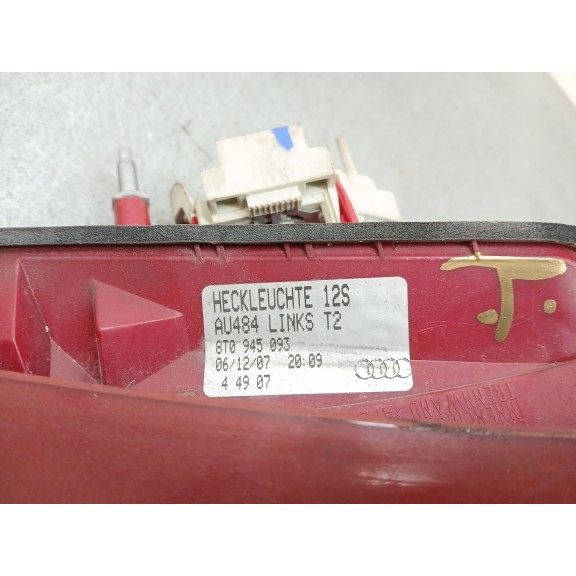 HECKLEUCHTE 12S
AU484 LINKS T2
8T0 945 093
06/12/07 20:09
4 49 07
J.